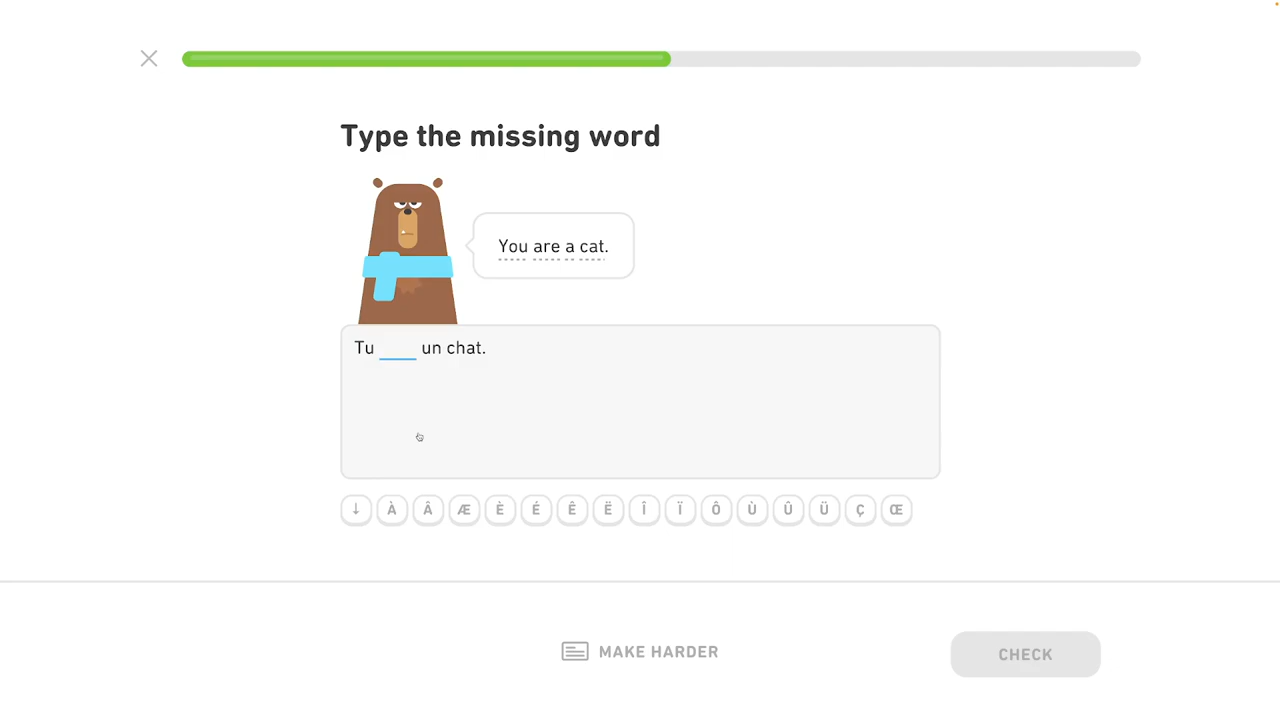 Type the missing word
You are a cat.
Tu ____ un chat.
↓ À Â Æ È É Ê Ë Î Ï Ô Ù Û Ü Ç Œ
MAKE HARDER
CHECK